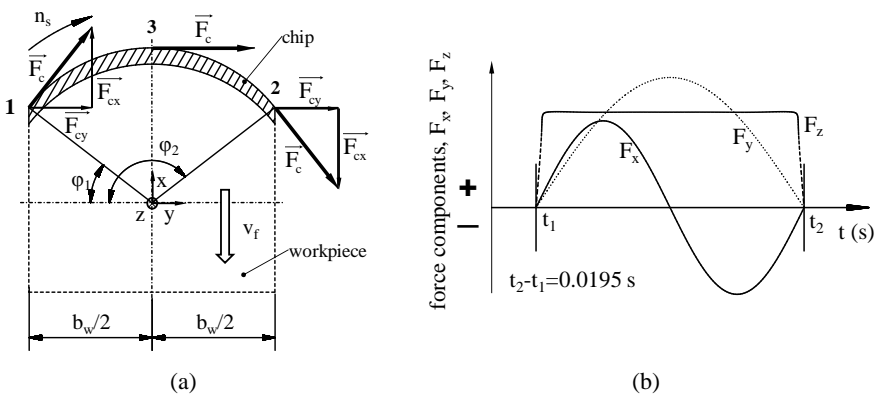 n_s
3
F_c
F_c
chip
F_cx
F_cy
1
2
F_cy
F_c
F_cx
φ_1
φ_2
x
z
y
v_f
workpiece
b_w/2
b_w/2
(a)
force components, F_x, F_y, F_z
+
−
F_x
F_y
F_z
t_1
t_2
t (s)
t_2-t_1=0.0195 s
(b)